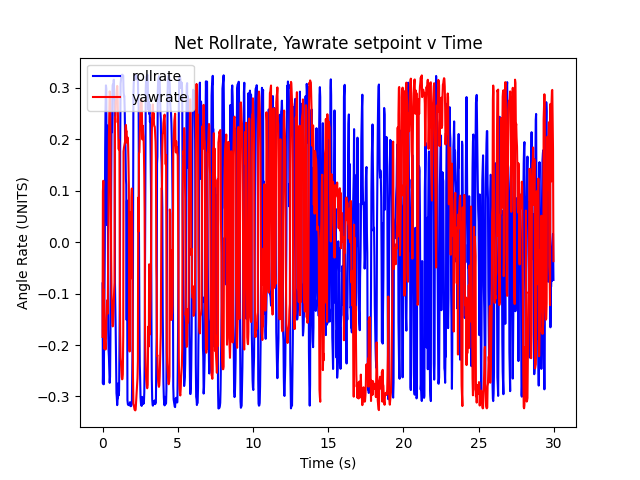 Net Rollrate, Yawrate setpoint v Time
rollrate
yawrate
Angle Rate (UNITS)
0.3
0.2
0.1
0.0
−0.1
−0.2
−0.3
0
5
10
15
20
25
30
Time (s)